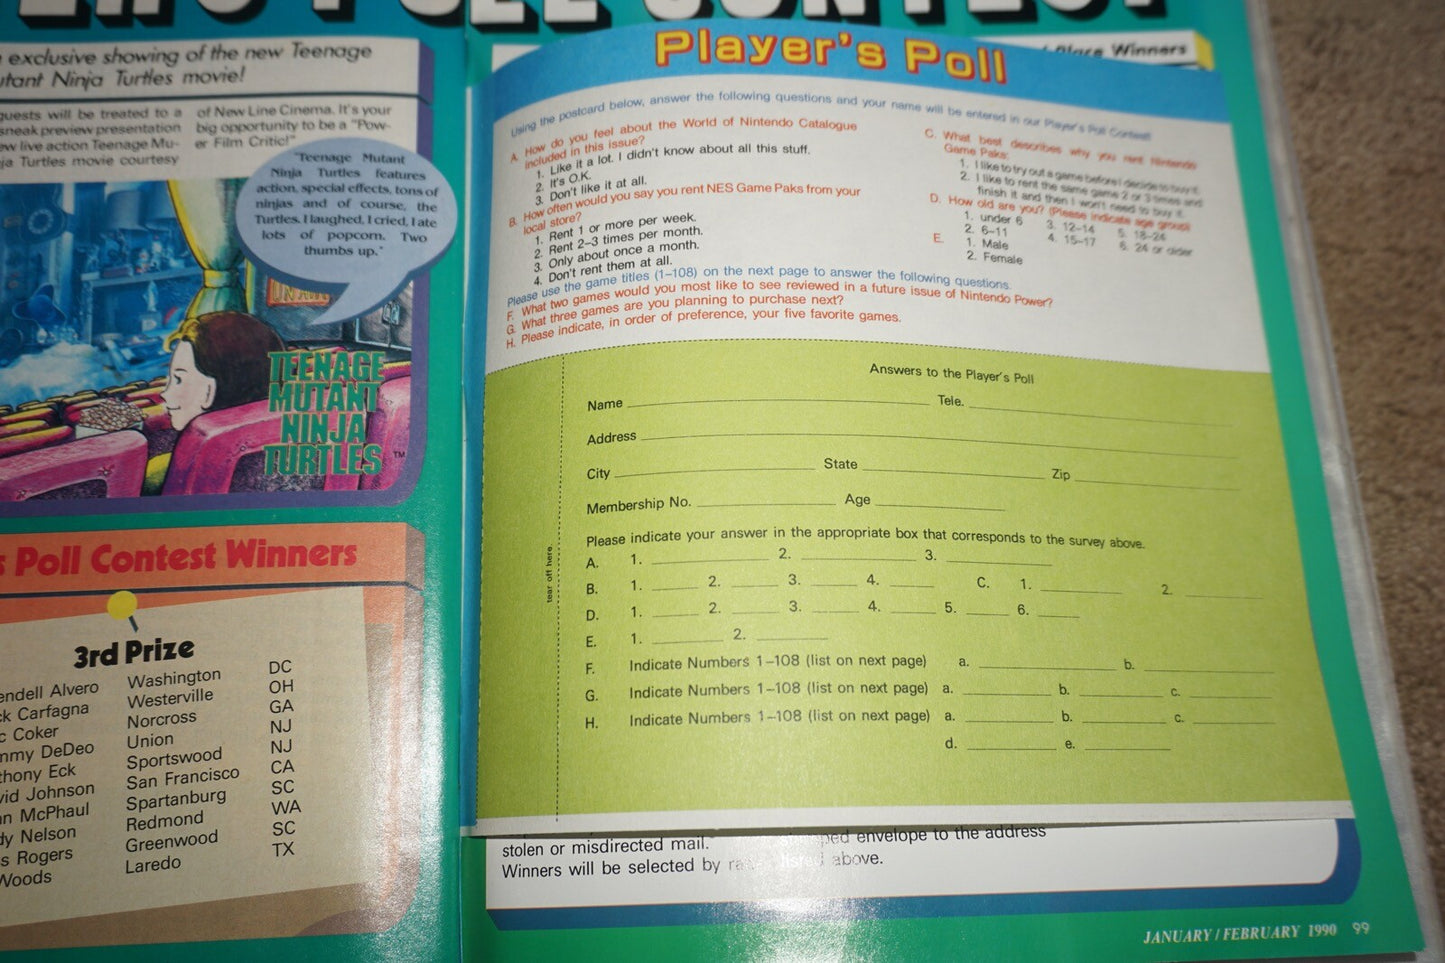 POLL CONTEST
exclusive showing of the new Teenage
Ninja Turtles movie!
guests will be treated to a
sneak preview presentation
live action Teenage Mu-
Turtles movie courtesy
of New Line Cinema. It's your
big opportunity to be a "Pow-
er Film Critic!"
"Teenage Mutant
Ninja Turtles features
action, special effects, tons of
ninjas and of course, the
Turtles. I laughed, I cried, I ate
lots of popcorn. Two
thumbs up."
TEENAGE
MUTANT
NINJA
TURTLES
TM
Poll Contest Winners
3rd Prize
Alvero Washington DC
Carfagna Westerville OH
Coker Norcross GA
DeDeo Union NJ
Eck Sportswood NJ
Johnson San Francisco CA
McPhaul Spartanburg SC
Nelson Redmond WA
Rogers Greenwood SC
Woods Laredo TX
Place Winners
Player's Poll
Using the postcard below, answer the following questions and your name will be entered in our Player's Poll Contest!
A. How do you feel about the World of Nintendo Catalogue
included in this issue?
1. Like it a lot. I didn't know about all this stuff.
2. It's O.K.
3. Don't like it at all.
B. How often would you say you rent NES Game Paks from your
local store?
1. Rent 1 or more per week.
2. Rent 2–3 times per month.
3. Only about once a month.
4. Don't rent them at all.
C. What best describes why you rent Nintendo
Game Paks:
1. I like to try out a game before I decide to buy it.
2. I like to rent the same game 2 or 3 times and
finish it and then I won't need to buy it.
D. How old are you? (Please indicate age group)
1. under 6 3. 12–14 5. 18–24
2. 6–11 4. 15–17 6. 24 or older
E. 1. Male
2. Female
Please use the game titles (1–108) on the next page to answer the following questions.
F. What two games would you most like to see reviewed in a future issue of Nintendo Power?
G. What three games are you planning to purchase next?
H. Please indicate, in order of preference, your five favorite games.
Answers to the Player's Poll
Name Tele.
Address
City State Zip
Membership No. Age
Please indicate your answer in the appropriate box that corresponds to the survey above.
A. 1. 2. 3.
B. 1. 2. 3. 4. C. 1. 2.
D. 1. 2. 3. 4. 5. 6.
E. 1. 2.
F. Indicate Numbers 1–108 (list on next page) a. b.
G. Indicate Numbers 1–108 (list on next page) a. b. c.
H. Indicate Numbers 1–108 (list on next page) a. b. c.
d. e.
tear off here
stolen or misdirected mail.
Winners will be selected by
envelope to the address
listed above.
JANUARY/FEBRUARY 1990 99